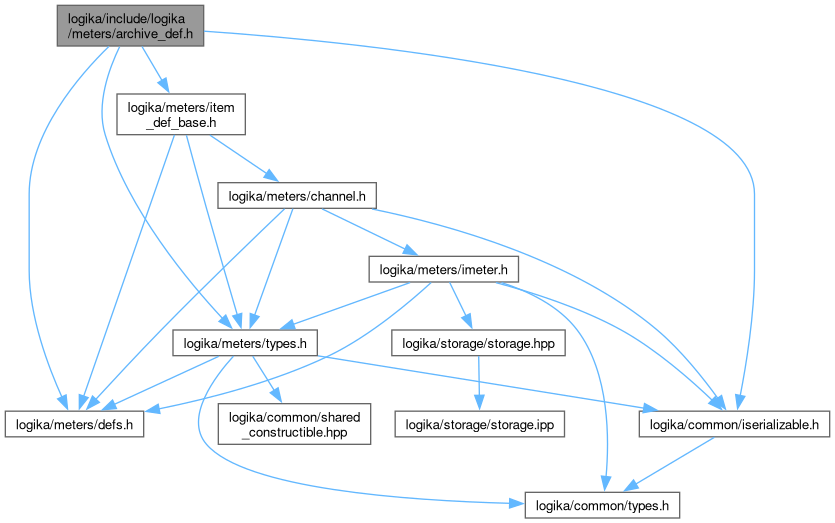 logika/include/logika
/meters/archive_def.h
logika/meters/item
_def_base.h
logika/meters/channel.h
logika/meters/imeter.h
logika/meters/types.h
logika/storage/storage.hpp
logika/meters/defs.h
logika/common/shared
_constructible.hpp
logika/storage/storage.ipp
logika/common/iserializable.h
logika/common/types.h